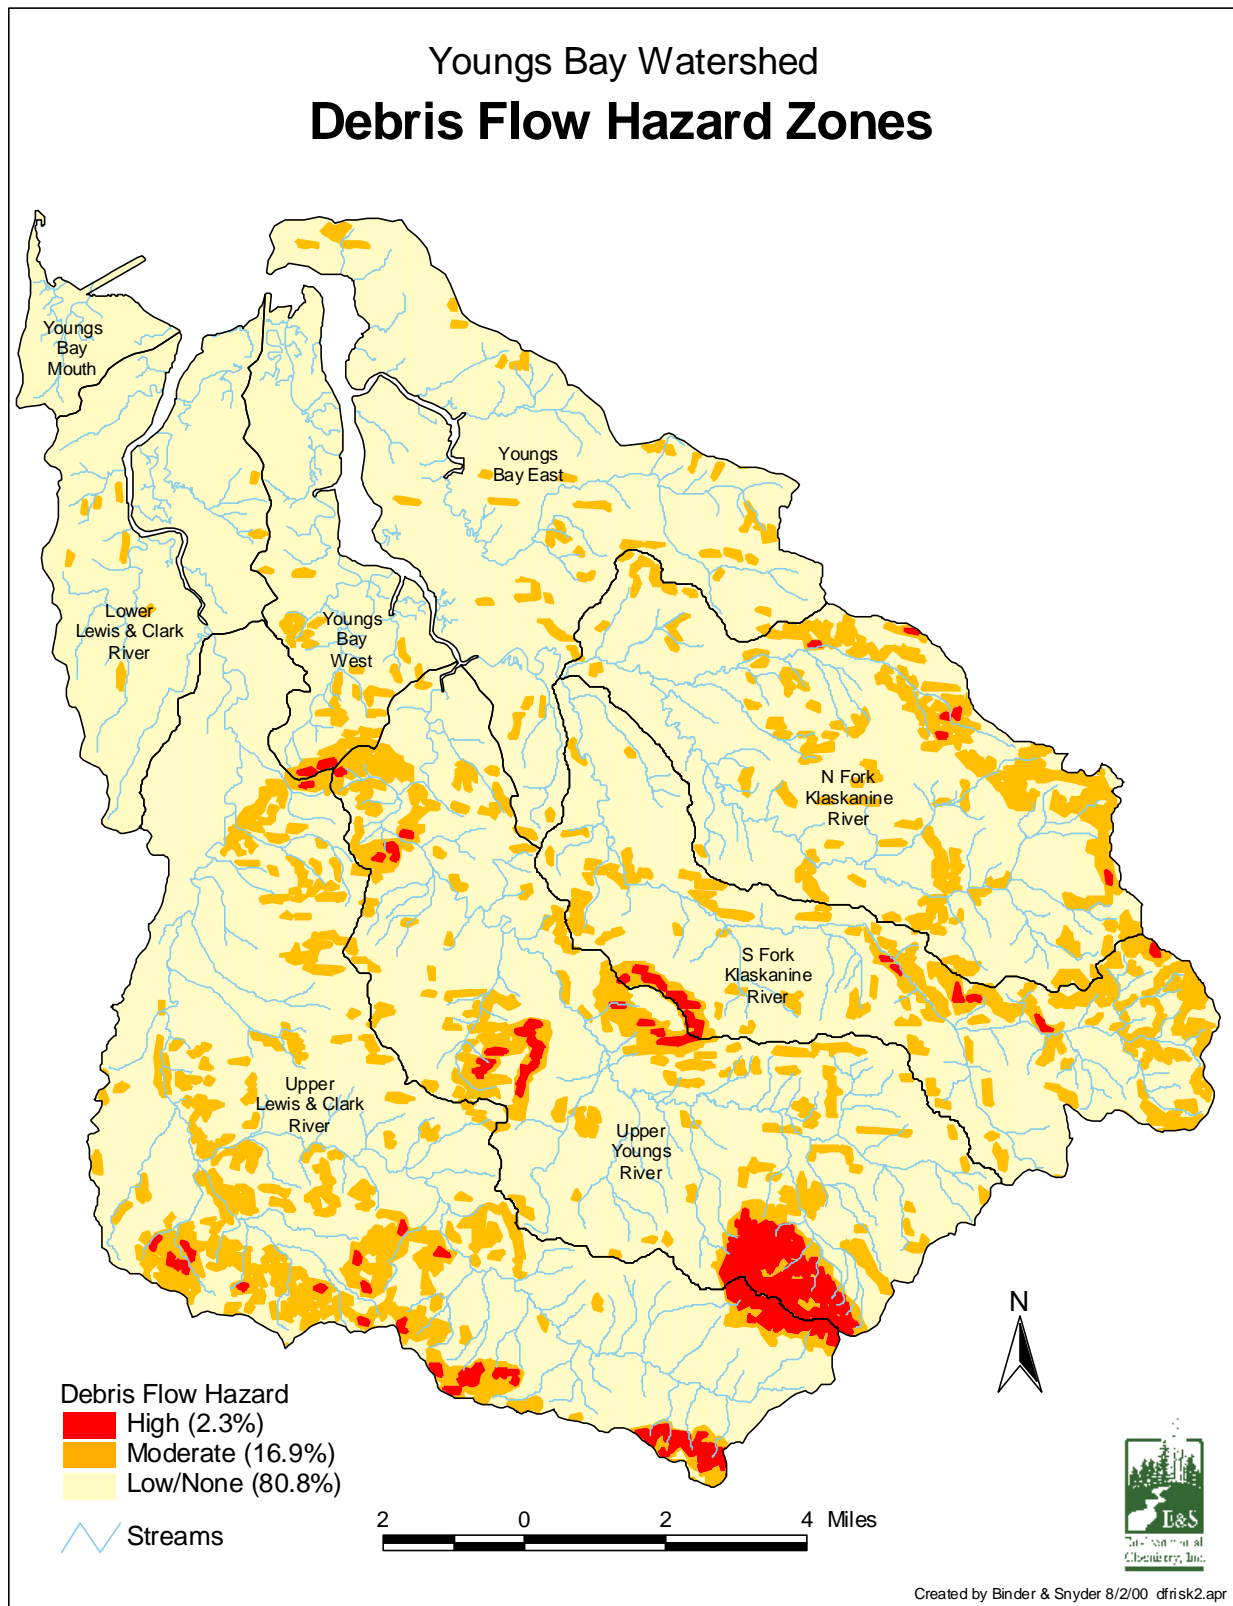 Youngs Bay Watershed
Debris Flow Hazard Zones
Youngs
Bay
Mouth
Youngs
Bay East
Lower
Lewis & Clark
River
Youngs
Bay
West
N Fork
Klaskanine
River
S Fork
Klaskanine
River
Upper
Lewis & Clark
River
Upper
Youngs
River
N
Debris Flow Hazard
High (2.3%)
Moderate (16.9%)
Low/None (80.8%)
Streams
2 0 2 4 Miles
E&S
Chemistry, Inc.
Created by Binder & Snyder 8/2/00 dfrisk2.apr